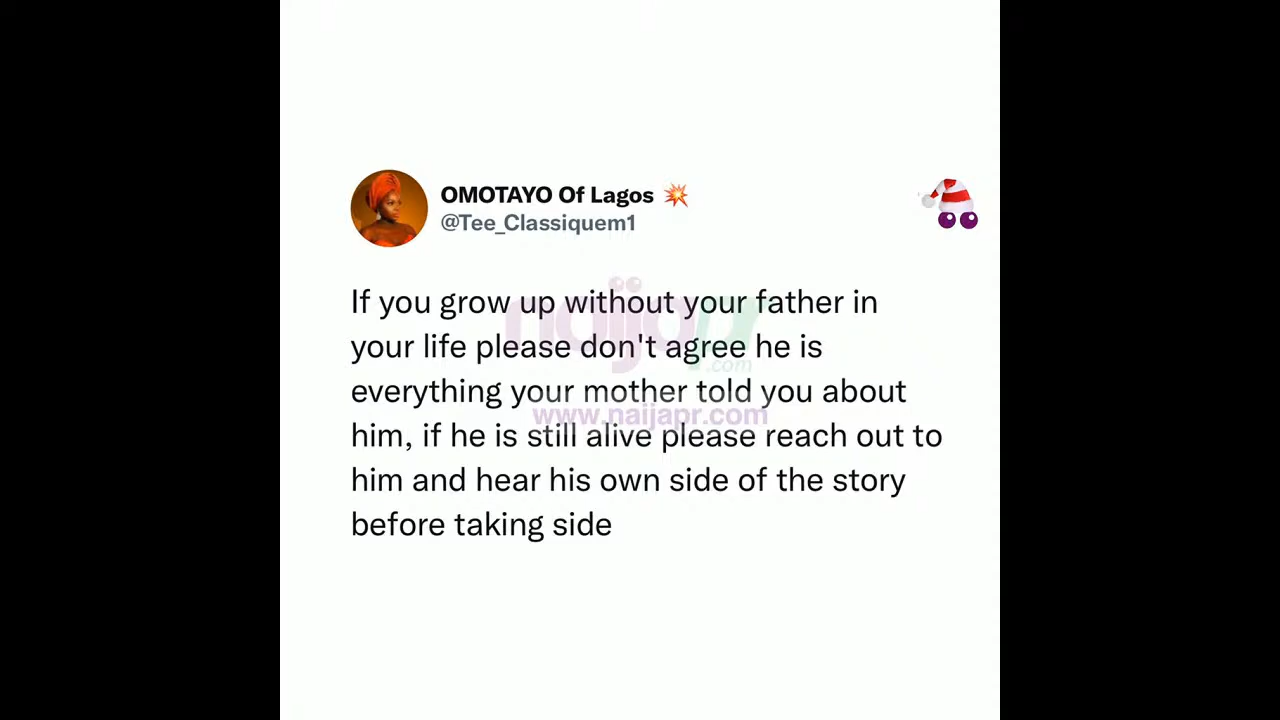 OMOTAYO Of Lagos 💥
@Tee_Classiquem1
If you grow up without your father in
your life please don't agree he is
everything your mother told you about
him, if he is still alive please reach out to
him and hear his own side of the story
before taking side
naijapr
.com
www.naijapr.com